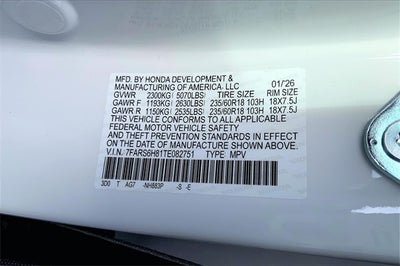 MFD. BY HONDA DEVELOPMENT &
MANUFACTURING OF AMERICA, LLC 01/26
GVWR 2300KG( 5070LBS) TIRE SIZE RIM SIZE
GAWR F 1193KG( 2630LBS) 235/60R18 103H 18X7.5J
GAWR R 1150KG( 2535LBS) 235/60R18 103H 18X7.5J
THIS VEHICLE CONFORMS TO ALL APPLICABLE
FEDERAL MOTOR VEHICLE SAFETY
AND THEFT PREVENTION STANDARDS IN EFFECT
ON THE DATE OF MANUFACTURE SHOWN ABOVE.
V.I.N. 7FARS6H81TE082751 TYPE MPV
3D0 T AG7 -NH883P -S -E